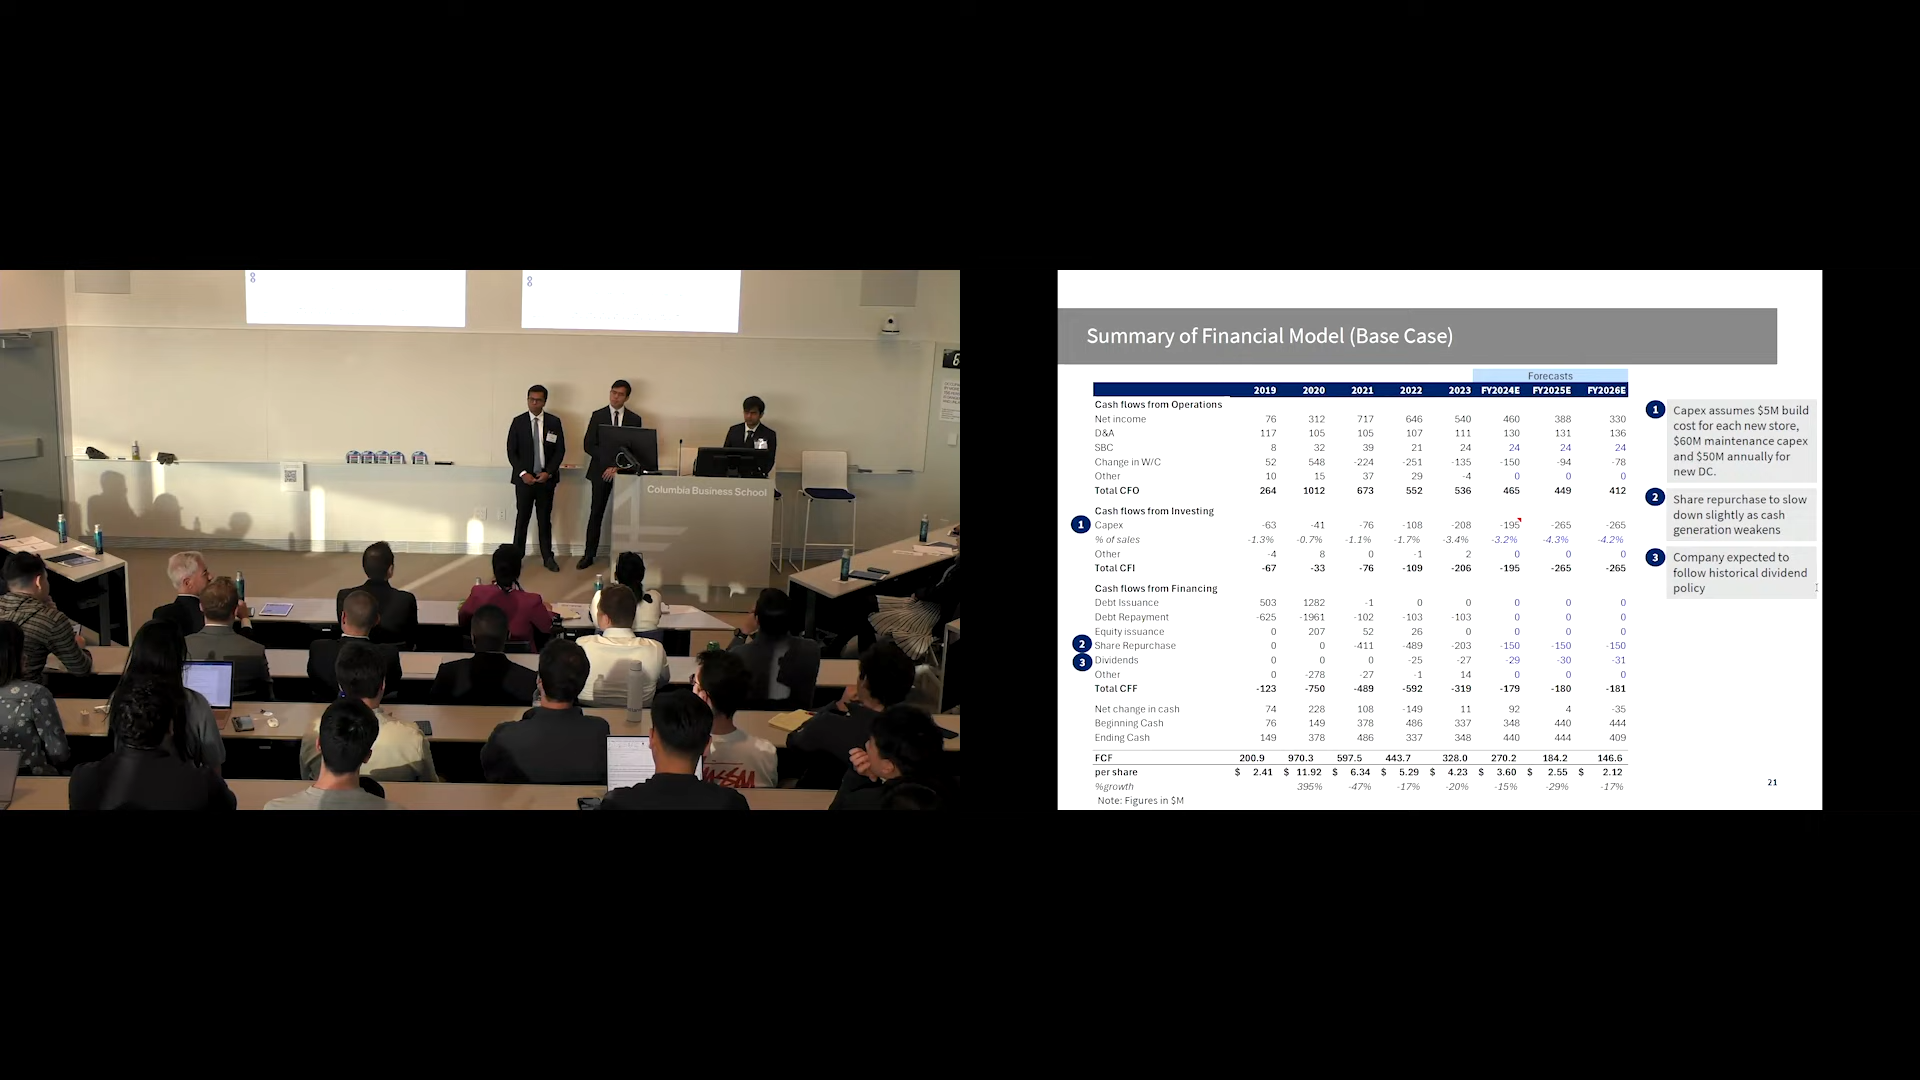 Columbia Business School
Summary of Financial Model (Base Case)
Forecasts
2019 2020 2021 2022 2023 FY2024E FY2025E FY2026E
Cash flows from Operations
Net income 76 312 717 646 540 460 388 330
D&A 117 105 105 107 111 130 131 136
SBC 8 32 39 21 24 24 24 24
Change in W/C 52 548 -224 -251 -135 -150 -94 -78
Other 10 15 37 29 -4 0 0 0
Total CFO 264 1012 673 552 536 465 449 412
Cash flows from Investing
1 Capex -63 -41 -76 -108 -208 -195 -265 -265
% of sales -1.3% -0.7% -1.1% -1.7% -3.4% -3.2% -4.3% -4.2%
Other -4 8 0 -1 2 0 0 0
Total CFI -67 -33 -76 -109 -206 -195 -265 -265
Cash flows from Financing
Debt Issuance 503 1282 -1 0 0 0 0 0
Debt Repayment -625 -1961 -102 -103 -103 0 0 0
Equity issuance 0 207 52 26 0 0 0 0
2 Share Repurchase 0 0 -411 -489 -203 -150 -150 -150
3 Dividends 0 0 0 -25 -27 -29 -30 -31
Other 0 -278 -27 -1 14 0 0 0
Total CFF -123 -750 -489 -592 -319 -179 -180 -181
Net change in cash 74 228 108 -149 11 92 4 -35
Beginning Cash 76 149 378 486 337 348 440 444
Ending Cash 149 378 486 337 348 440 444 409
FCF 200.9 970.3 597.5 443.7 328.0 270.2 184.2 146.6
per share $ 2.41 $ 11.92 $ 6.34 $ 5.29 $ 4.23 $ 3.60 $ 2.55 $ 2.12
%growth 395% -47% -17% -20% -15% -29% -17%
Note: Figures in $M
1 Capex assumes $5M build
cost for each new store,
$60M maintenance capex
and $50M annually for
new DC.
2 Share repurchase to slow
down slightly as cash
generation weakens
3 Company expected to
follow historical dividend
policy
21